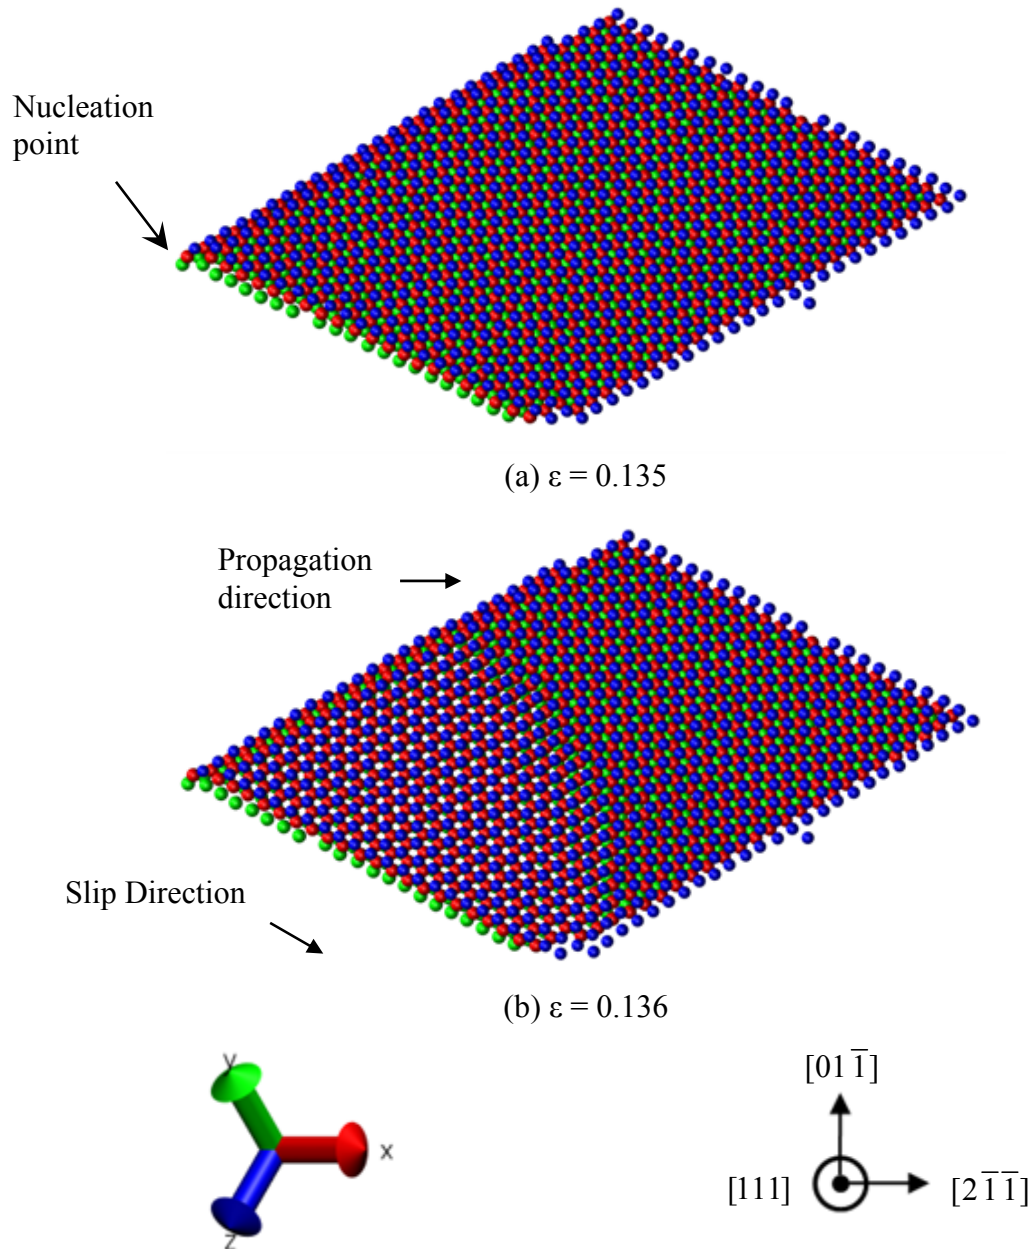 Nucleation
point
(a) ε = 0.135
Propagation
direction
Slip Direction
(b) ε = 0.136
y
x
z
[01 1̅]
[111]
[2 1̅ 1̅]